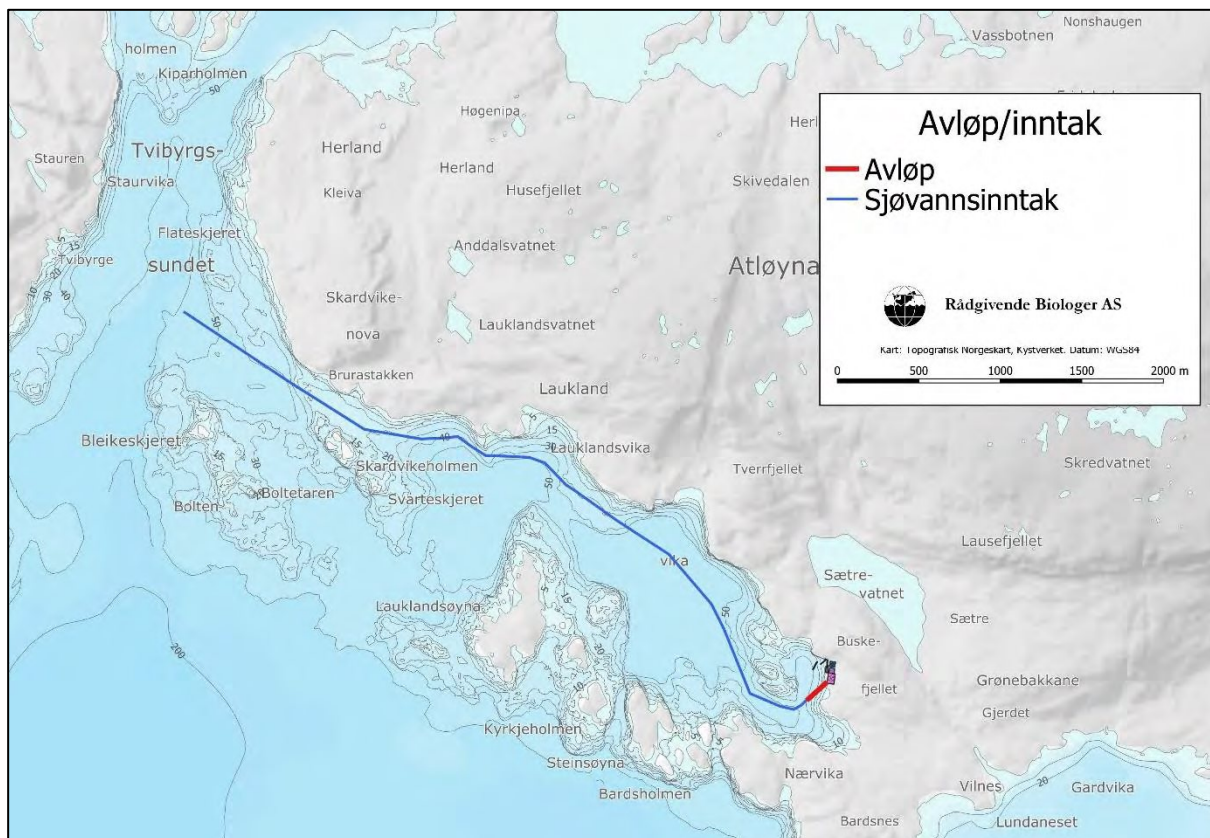 holmen
Kiparholmen
50
Nonshaugen
Vassbotnen
Høgenipa
Tvibyrgs-
Herland
Herland
Stauren
Staurvika
Kleiva
Husefjellet
Skivedalen
Flateskjeret
Anddalsvatnet
Tvibyrge
sundet
Atløyna
Skardvike-
nova
Lauklandsvatnet
50
Brurastakken
Laukland
Avløp/inntak
Avløp
Sjøvannsinntak
Rådgivende Biologer AS
Kart: Topografisk Norgeskart, Kystverket. Datum: WGS84
0 500 1000 1500 2000 m
Bleikeskjeret
Lauklandsvika
Skardvikeholmen
Tverrfjellet
Skredvatnet
Boltetaren
Svarteskjeret
Bolten
50
Lausefjellet
vika
Sætre-
vatnet
Lauklandsøyna
50
Sætre
Buske-
fjellet
200
Grønebakkane
Gjerdet
Kyrkjeholmen
Steinsøyna
Nærvika
Vilnes
20
Gardvika
Bardsholmen
Bardsnes
Lundaneset